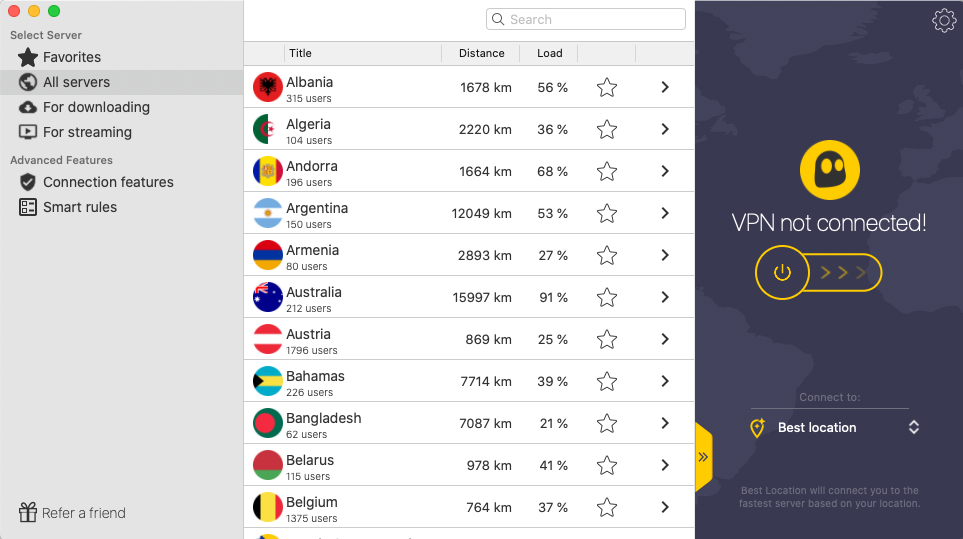 Select Server
Favorites
All servers
For downloading
For streaming
Advanced Features
Connection features
Smart rules
Refer a friend
Search
Title Distance Load
Albania 1678 km 56 %
315 users
Algeria 2220 km 36 %
104 users
Andorra 1664 km 68 %
196 users
Argentina 12049 km 53 %
150 users
Armenia 2893 km 27 %
80 users
Australia 15997 km 91 %
212 users
Austria 869 km 25 %
1796 users
Bahamas 7714 km 39 %
226 users
Bangladesh 7087 km 21 %
62 users
Belarus 978 km 41 %
115 users
Belgium 764 km 37 %
1375 users
VPN not connected!
Connect to:
Best location
Best Location will connect you to the
fastest server based on your location.